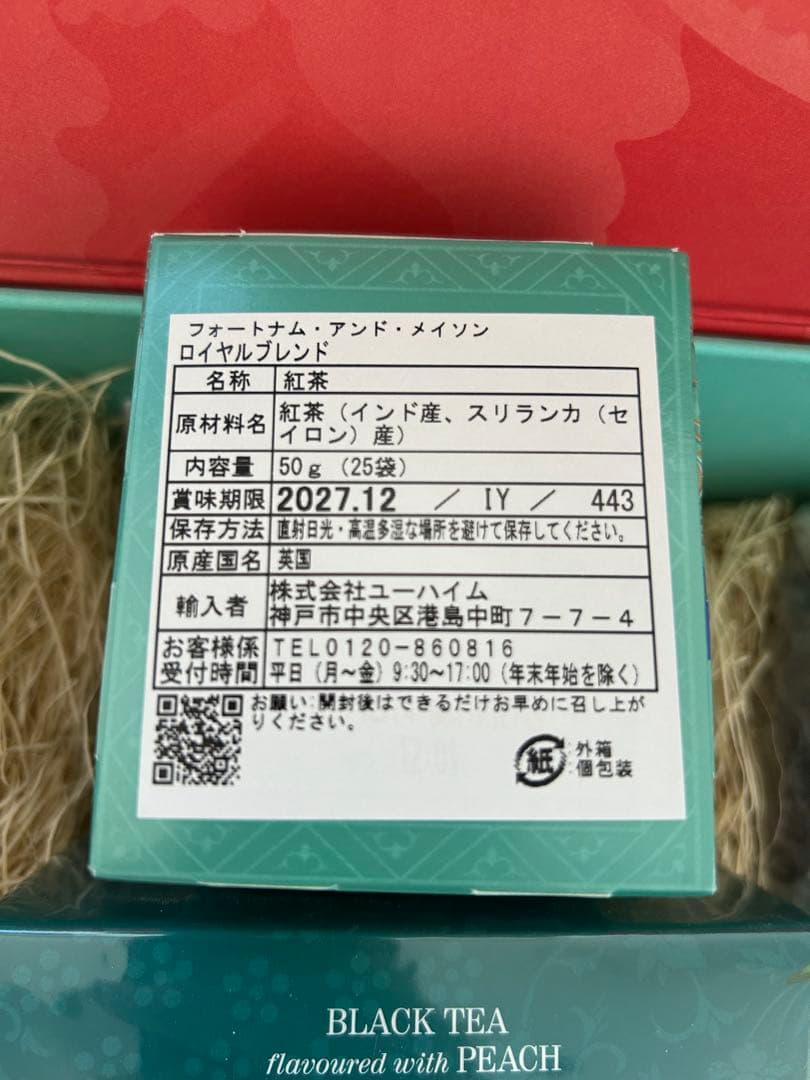 フォートナム・アンド・メイソン
ロイヤルブレンド
名称 紅茶
原材料名 紅茶（インド産、スリランカ（セ
イロン）産）
内容量 50ｇ（25袋）
賞味期限 2027.12 ／ IY ／ 443
保存方法 直射日光・高温多湿な場所を避けて保存してください。
原産国名 英国
輸入者 株式会社ユーハイム
神戸市中央区港島中町７－７－４
お客様係 TEL0120-860816
受付時間 平日（月～金）9:30~17:00（年末年始を除く）
お願い:開封後はできるだけお早めに召し上が
りください。
紙 :外箱
:個包装
BLACK TEA
flavoured with PEACH